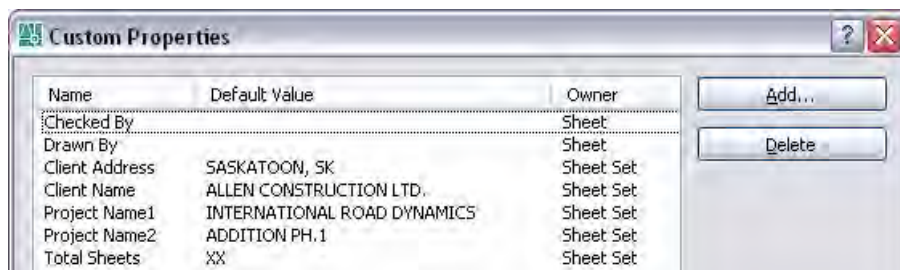 Custom Properties ?
Name Default Value Owner Add...
Checked By Sheet
Drawn By Sheet Delete
Client Address SASKATOON, SK Sheet Set
Client Name ALLEN CONSTRUCTION LTD. Sheet Set
Project Name1 INTERNATIONAL ROAD DYNAMICS Sheet Set
Project Name2 ADDITION PH.1 Sheet Set
Total Sheets XX Sheet Set